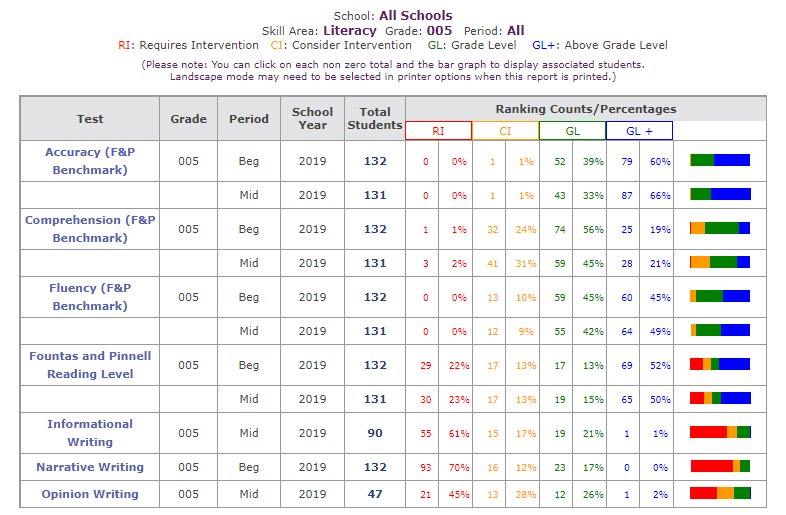 School: All Schools
Skill Area: Literacy Grade: 005 Period: All
RI: Requires Intervention CI: Consider Intervention GL: Grade Level GL+: Above Grade Level
(Please note: You can click on each non zero total and the bar graph to display associated students.
Landscape mode may need to be selected in printer options when this report is printed.)
Test Grade Period School Year Total Students Ranking Counts/Percentages
RI CI GL GL +
Accuracy (F&P Benchmark) 005 Beg 2019 132 0 0% 1 1% 52 39% 79 60%
Mid 2019 131 0 0% 1 1% 43 33% 87 66%
Comprehension (F&P Benchmark) 005 Beg 2019 132 1 1% 32 24% 74 56% 25 19%
Mid 2019 131 3 2% 41 31% 59 45% 28 21%
Fluency (F&P Benchmark) 005 Beg 2019 132 0 0% 13 10% 59 45% 60 45%
Mid 2019 131 0 0% 12 9% 55 42% 64 49%
Fountas and Pinnell Reading Level 005 Beg 2019 132 29 22% 17 13% 17 13% 69 52%
Mid 2019 131 30 23% 17 13% 19 15% 65 50%
Informational Writing 005 Mid 2019 90 55 61% 15 17% 19 21% 1 1%
Narrative Writing 005 Beg 2019 132 93 70% 16 12% 23 17% 0 0%
Opinion Writing 005 Mid 2019 47 21 45% 13 28% 12 26% 1 2%